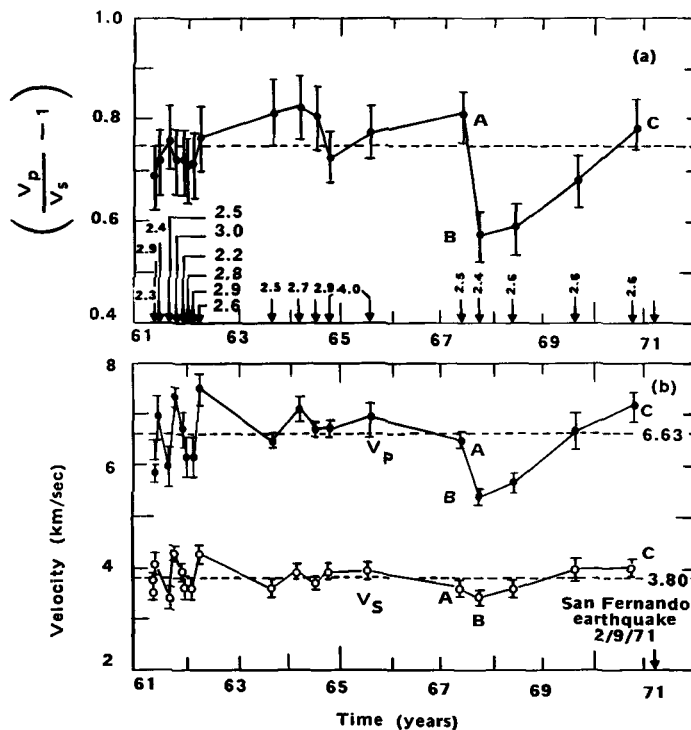 (a)
( Vp / Vs − 1 )
1.0
0.8
0.6
0.4
A
B
C
2.3
2.9
2.4
2.5
3.0
2.2
2.8
2.9
2.6
2.5
2.7
2.9
4.0
2.5
2.4
2.6
2.6
2.6
61
63
65
67
69
71
(b)
Velocity (km/sec)
8
6
4
2
Vp
A
B
C
6.63
Vs
A
B
C
3.80
San Fernando
earthquake
2/9/71
61
63
65
67
69
71
Time (years)